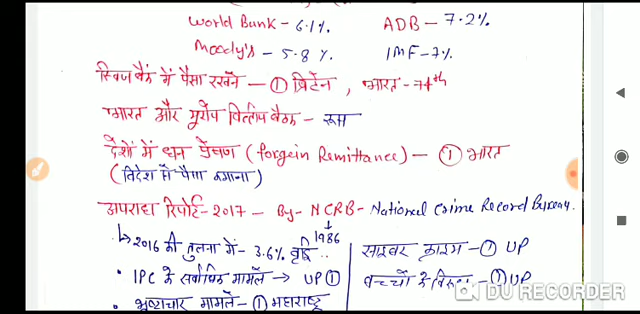 World Bank - 6.1%    ADB - 7.2%
Moody's - 5.8%    IMF - 7%
स्विज बैंक में पैसा रखने - ① ब्रिटेन, भारत - 74th
भारत और यूरोप वित्तीय बैठक - रूस
देशों में धन प्रेषण (forgein Remittance) - ① भारत
(विदेश से पैसा कमाना)
अपराध रिपोर्ट - 2017 - By - NCRB - National Crime Record Bureau.
↓
1986
↳ 2016 की तुलना में - 3.6% वृद्धि..
• IPC के सर्वाधिक मामले → UP ①
• भ्रष्टाचार मामले - ① महाराष्ट्र
साइबर क्राइम - ① UP
बच्चों के विरुद्ध - ① UP
DU RECORDER